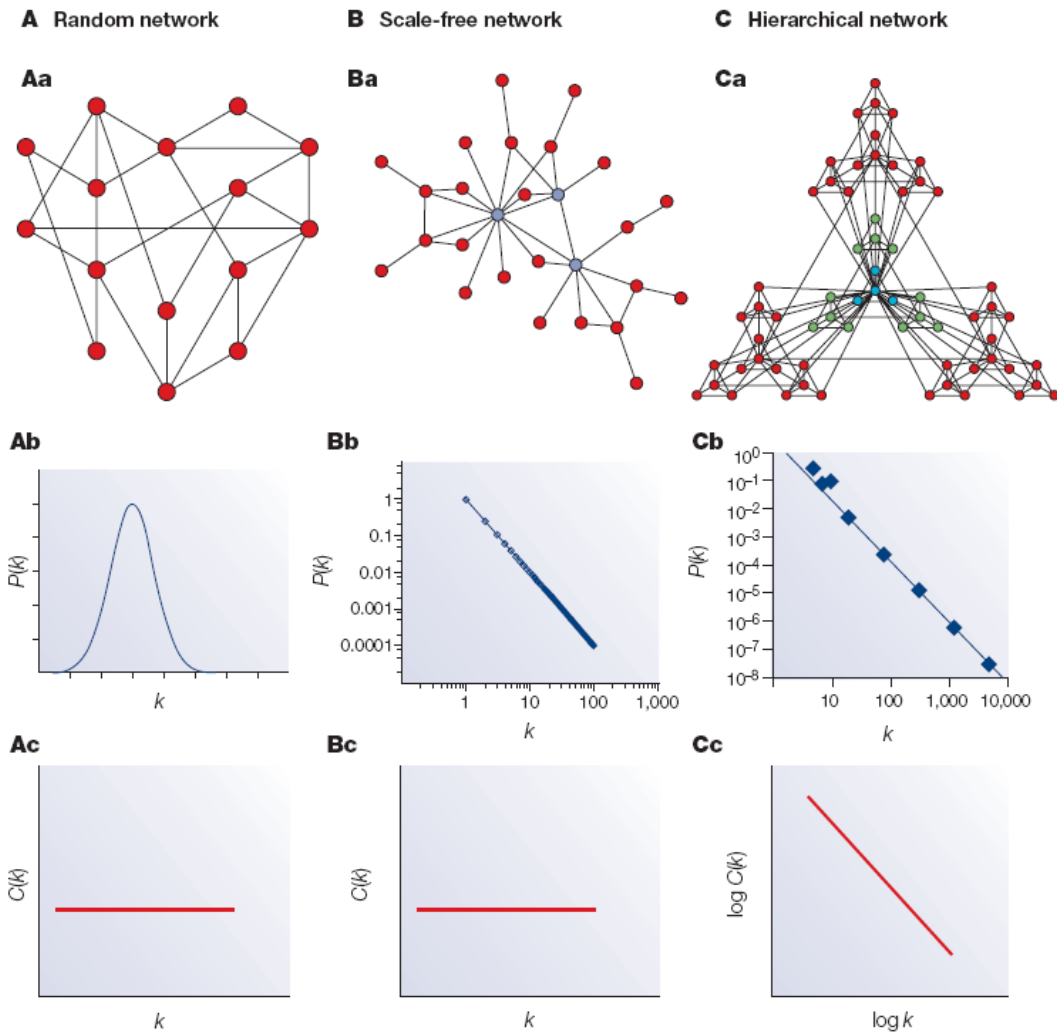 A Random network
B Scale-free network
C Hierarchical network
Aa
Ba
Ca
Ab
P(k)
k
Bb
1
0.1
0.01
0.001
0.0001
P(k)
1 10 100 1,000
k
Cb
10⁰
10⁻¹
10⁻²
10⁻³
10⁻⁴
10⁻⁵
10⁻⁶
10⁻⁷
10⁻⁸
P(k)
10 100 1,000 10,000
k
Ac
C(k)
k
Bc
C(k)
k
Cc
log C(k)
log k